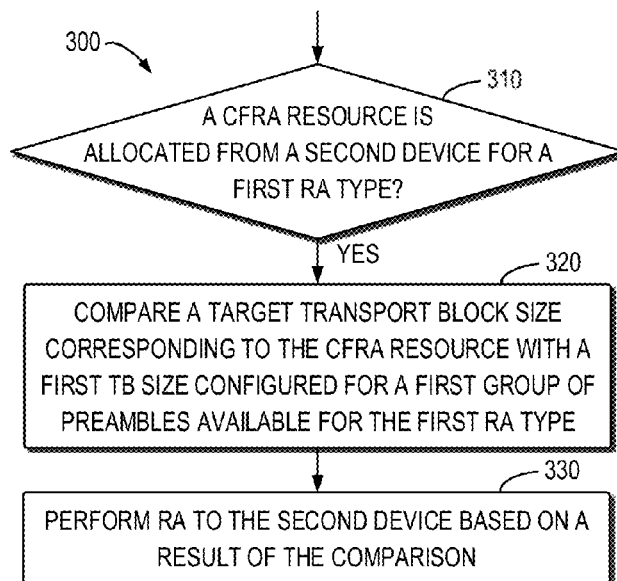 300
310
A CFRA RESOURCE IS
ALLOCATED FROM A SECOND DEVICE FOR A
FIRST RA TYPE?
YES
320
COMPARE A TARGET TRANSPORT BLOCK SIZE
CORRESPONDING TO THE CFRA RESOURCE WITH A
FIRST TB SIZE CONFIGURED FOR A FIRST GROUP OF
PREAMBLES AVAILABLE FOR THE FIRST RA TYPE
330
PERFORM RA TO THE SECOND DEVICE BASED ON A
RESULT OF THE COMPARISON